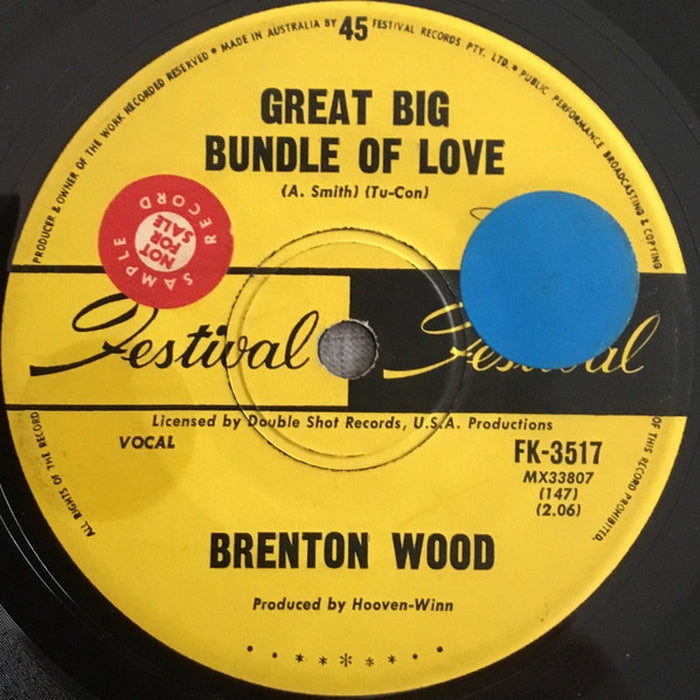 PRODUCER & OWNER OF THE WORK RECORDED RESERVED • MADE IN AUSTRALIA BY 45 FESTIVAL RECORDS PTY. LTD. • PUBLIC PERFORMANCE BROADCASTING & COPYING
GREAT BIG
BUNDLE OF LOVE
(A. Smith) (Tu-Con)
SAMPLE RECORD
NOT
FOR
SALE
Festival Festival
Licensed by Double Shot Records, U.S.A. Productions
VOCAL
FK-3517
MX33807
(147)
(2.06)
BRENTON WOOD
Produced by Hooven-Winn
ALL RIGHTS OF THE RECORD
OF THIS RECORD PROHIBITED.